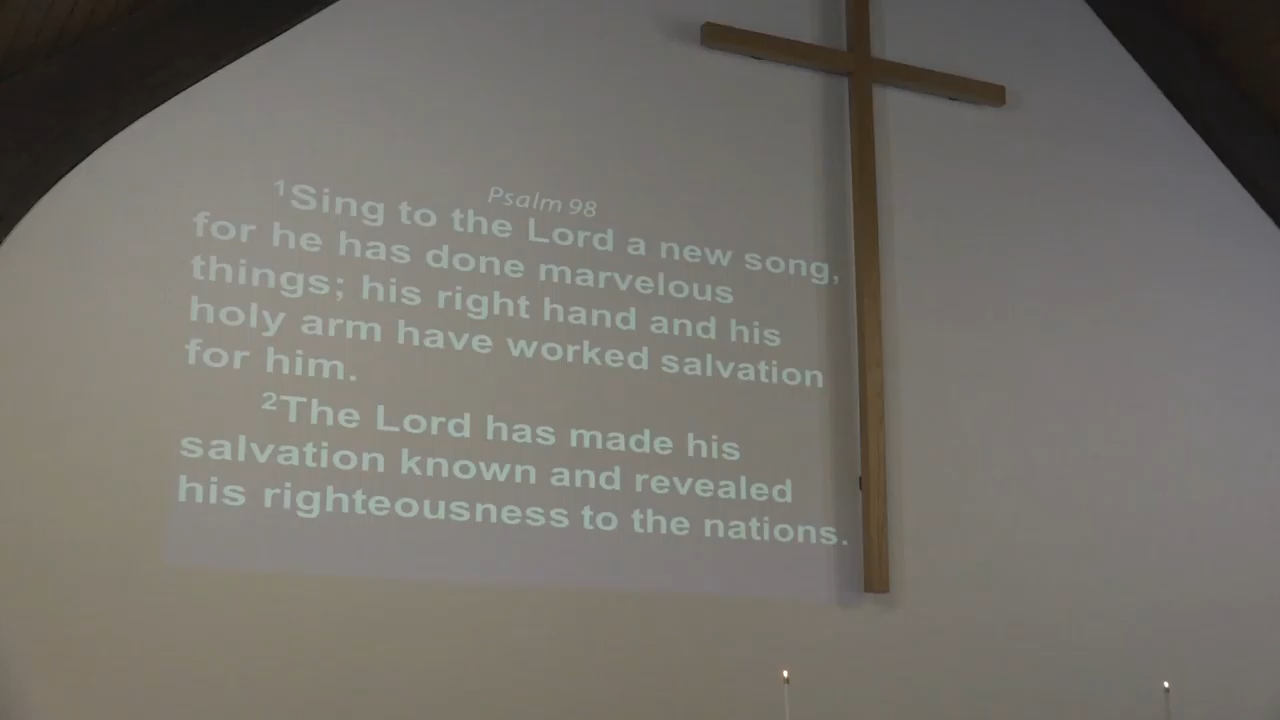 Psalm 98
¹Sing to the Lord a new song,
for he has done marvelous
things; his right hand and his
holy arm have worked salvation
for him.
²The Lord has made his
salvation known and revealed
his righteousness to the nations.